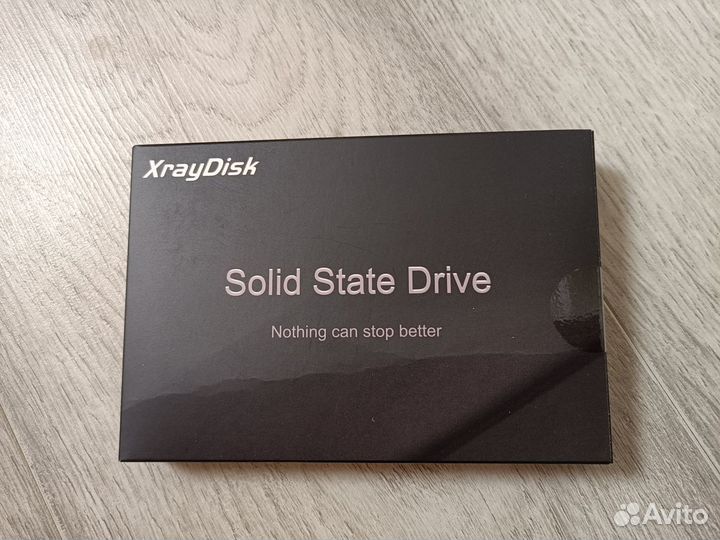 XrayDisk
Solid State Drive
Nothing can stop better
Avito